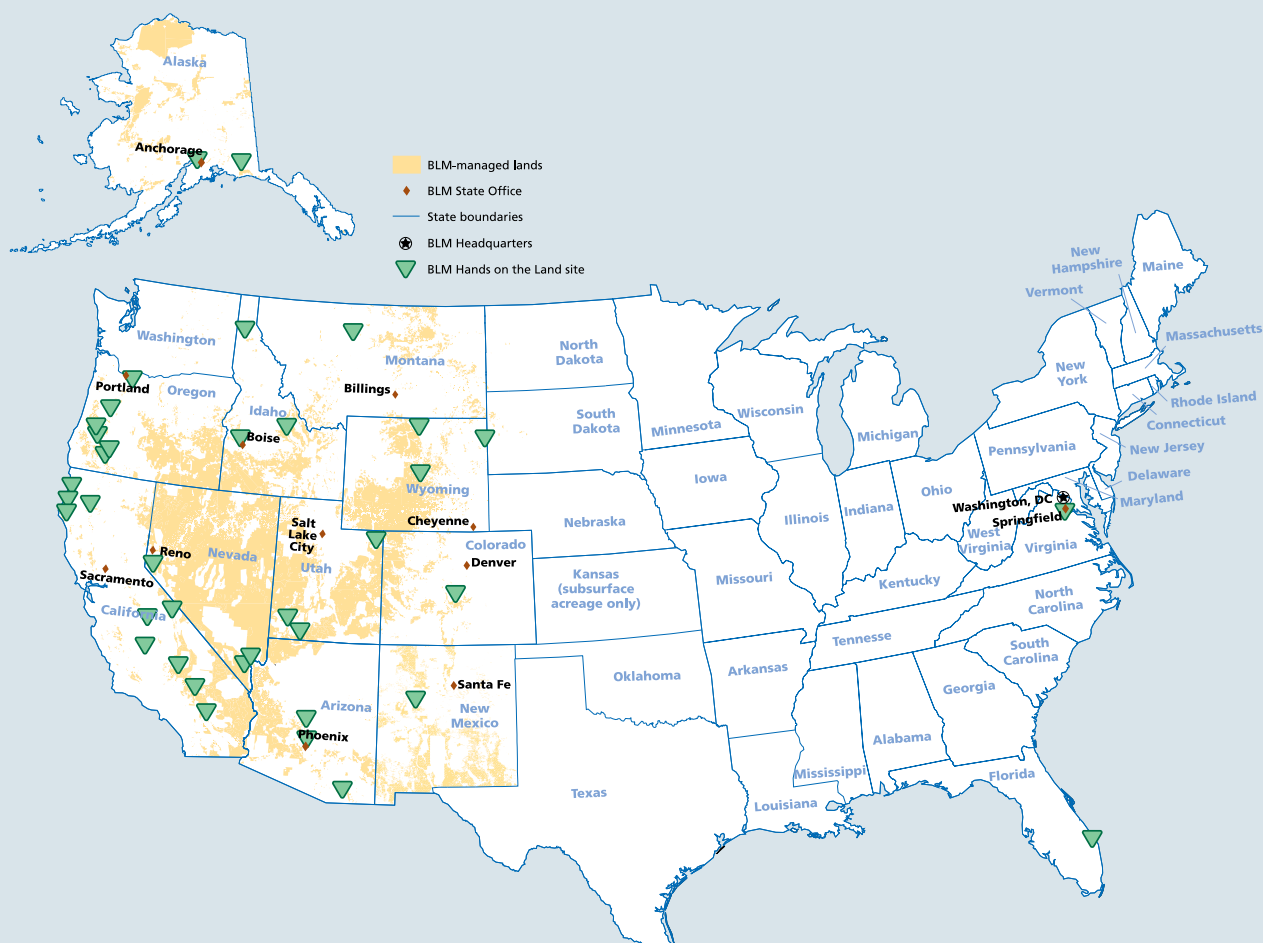 Alaska
Anchorage
BLM-managed lands
BLM State Office
State boundaries
BLM Headquarters
BLM Hands on the Land site
New
Hampshire
Maine
Vermont
Massachusetts
Washington
Montana
North
Dakota
New
York
Portland
Oregon
Billings
Rhode Island
Idaho
South
Dakota
Minnesota
Wisconsin
Connecticut
Boise
Michigan
Pennsylvania
New Jersey
Wyoming
Iowa
Ohio
Delaware
Maryland
Washington, DC
Springfield
Cheyenne
Nebraska
Illinois
Indiana
West
Virginia
Virginia
Salt
Lake
City
Reno
Nevada
Utah
Colorado
Denver
Sacramento
Kansas
(subsurface
acreage only)
Missouri
Kentucky
California
North
Carolina
Tennesse
South
Carolina
Santa Fe
Oklahoma
Arkansas
Georgia
Arizona
New
Mexico
Phoenix
Alabama
Mississippi
Florida
Texas
Louisiana